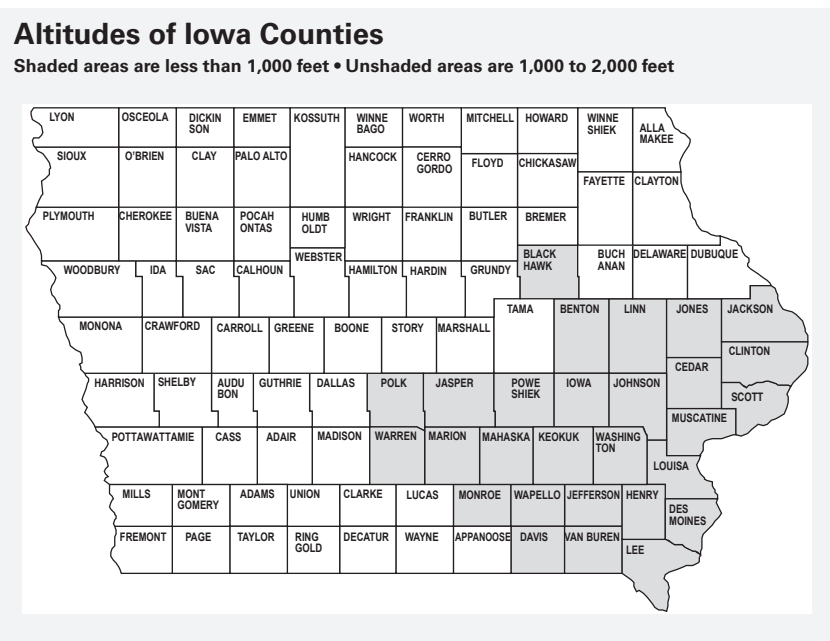 Altitudes of Iowa Counties
Shaded areas are less than 1,000 feet • Unshaded areas are 1,000 to 2,000 feet
LYON
OSCEOLA
DICKIN
SON
EMMET
KOSSUTH
WINNE
BAGO
WORTH
MITCHELL
HOWARD
WINNE
SHIEK
ALLA
MAKEE
SIOUX
O'BRIEN
CLAY
PALO ALTO
HANCOCK
CERRO
GORDO
FLOYD
CHICKASAW
FAYETTE
CLAYTON
PLYMOUTH
CHEROKEE
BUENA
VISTA
POCAH
ONTAS
HUMB
OLDT
WRIGHT
FRANKLIN
BUTLER
BREMER
WEBSTER
BLACK
HAWK
BUCH
ANAN
DELAWARE
DUBUQUE
WOODBURY
IDA
SAC
CALHOUN
HAMILTON
HARDIN
GRUNDY
TAMA
BENTON
LINN
JONES
JACKSON
MONONA
CRAWFORD
CARROLL
GREENE
BOONE
STORY
MARSHALL
CLINTON
CEDAR
HARRISON
SHELBY
AUDU
BON
GUTHRIE
DALLAS
POLK
JASPER
POWE
SHIEK
IOWA
JOHNSON
SCOTT
MUSCATINE
POTTAWATTAMIE
CASS
ADAIR
MADISON
WARREN
MARION
MAHASKA
KEOKUK
WASHING
TON
LOUISA
MILLS
MONT
GOMERY
ADAMS
UNION
CLARKE
LUCAS
MONROE
WAPELLO
JEFFERSON
HENRY
DES
MOINES
FREMONT
PAGE
TAYLOR
RING
GOLD
DECATUR
WAYNE
APPANOOSE
DAVIS
VAN BUREN
LEE